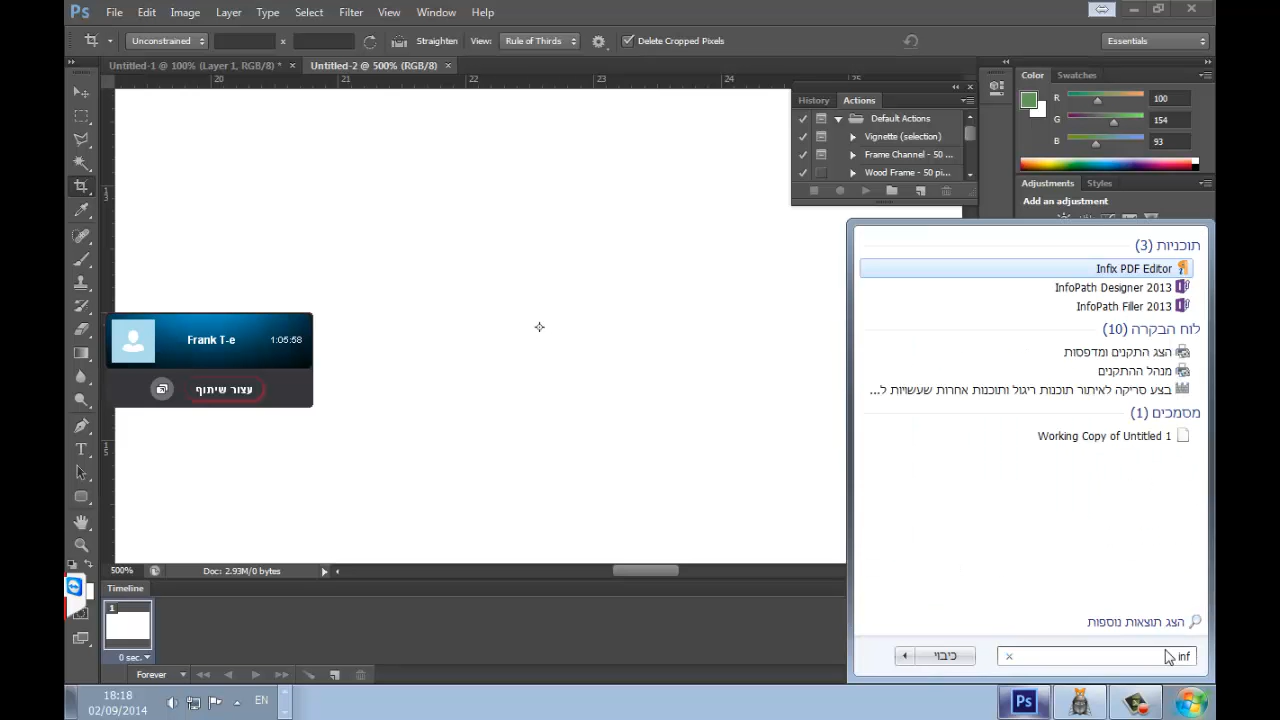 Ps File Edit Image Layer Type Select Filter View Window Help
Unconstrained x Straighten View: Rule of Thirds Delete Cropped Pixels Essentials
Untitled-1 @ 100% (Layer 1, RGB/8) * × Untitled-2 @ 500% (RGB/8) ×
20 21 22 23 24 25
History Actions
Default Actions
Vignette (selection)
Frame Channel - 50 ...
Wood Frame - 50 pi...
Color Swatches
R 100
G 154
B 93
Adjustments Styles
Add an adjustment
תוכניות (3)
Infix PDF Editor
InfoPath Designer 2013
InfoPath Filler 2013
לוח הבקרה (10)
הצג התקנים ומדפסות
מנהל ההתקנים
בצע סריקה לאיתור תוכנות ריגול ותוכנות אחרות שעשויות ל...
מסמכים (1)
Working Copy of Untitled 1
הצג תוצאות נוספות
inf
כיבוי
Frank T-e 1:05:58
עצור שיתוף
13
15
500% Doc: 2.93M/0 bytes
Timeline
1
0 sec.
Forever
18:18
02/09/2014
EN
Ps